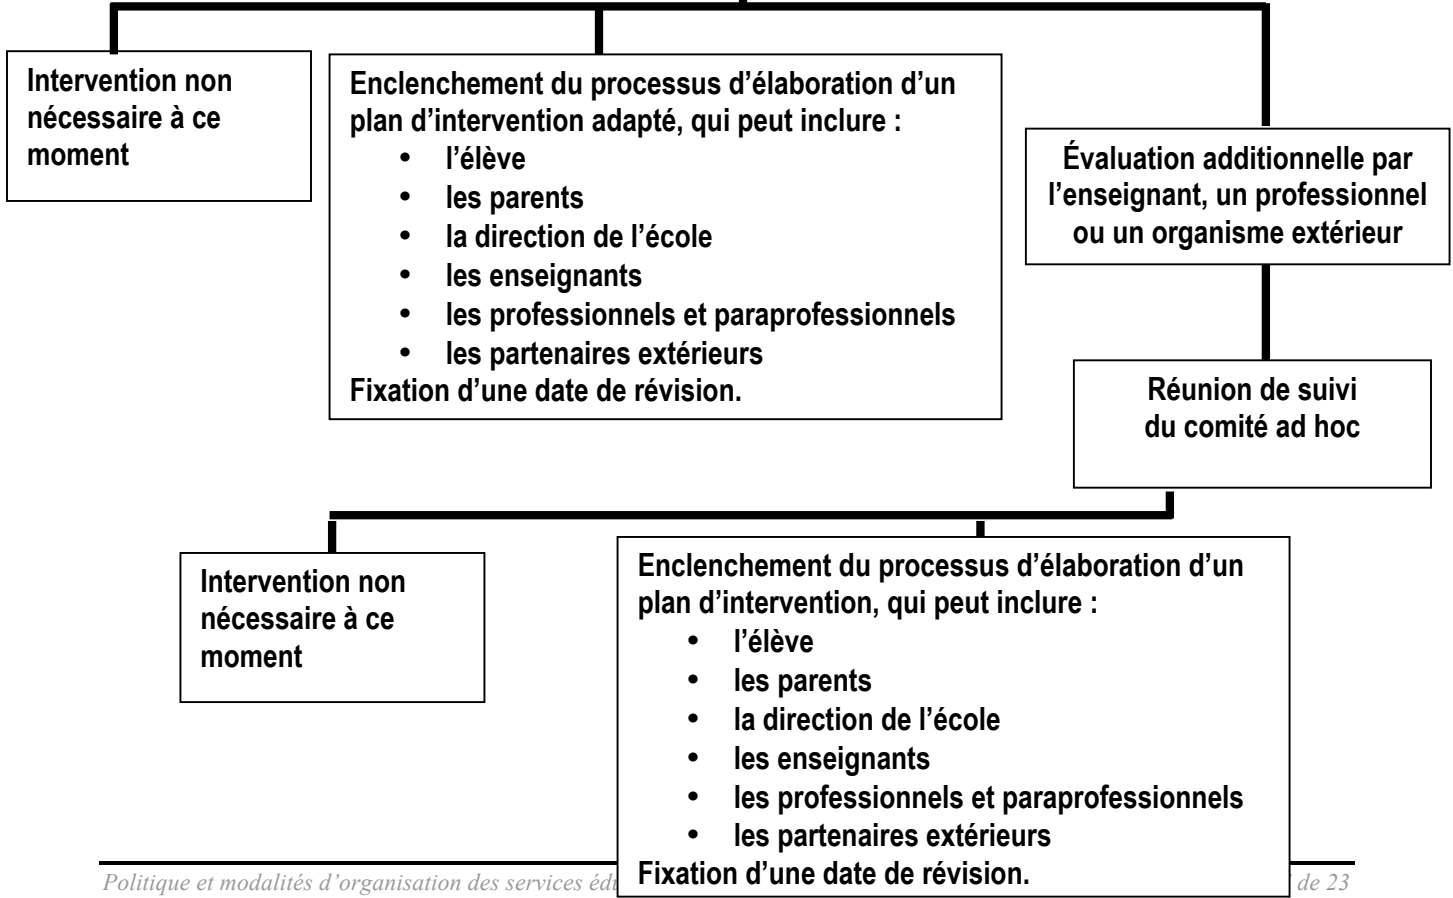 Intervention non
nécessaire à ce
moment
Enclenchement du processus d’élaboration d’un
plan d’intervention adapté, qui peut inclure :
• l’élève
• les parents
• la direction de l’école
• les enseignants
• les professionnels et paraprofessionnels
• les partenaires extérieurs
Fixation d’une date de révision.
Évaluation additionnelle par
l’enseignant, un professionnel
ou un organisme extérieur
Réunion de suivi
du comité ad hoc
Intervention non
nécessaire à ce
moment
Enclenchement du processus d’élaboration d’un
plan d’intervention, qui peut inclure :
• l’élève
• les parents
• la direction de l’école
• les enseignants
• les professionnels et paraprofessionnels
• les partenaires extérieurs
Fixation d’une date de révision.
Politique et modalités d’organisation des services de 23